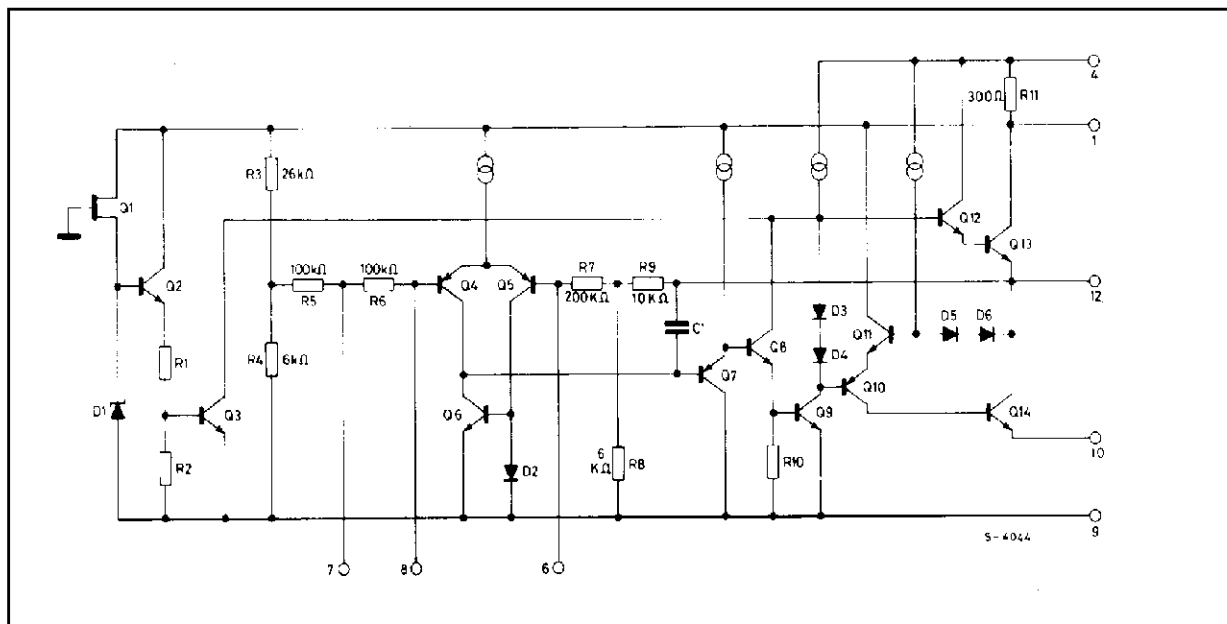 4
300Ω R11
1
R3 26kΩ
Q1
Q12
Q13
100kΩ
100kΩ
R7
R9
Q2
R5
R6
Q4
Q5
200KΩ
10KΩ
12
D3
D5
D6
C1
Q8
Q11
R1
R4 6kΩ
D4
Q7
Q10
D1
Q3
Q6
Q9
Q14
6
KΩ
R8
10
R2
D2
R10
9
S-4044
7
8
6